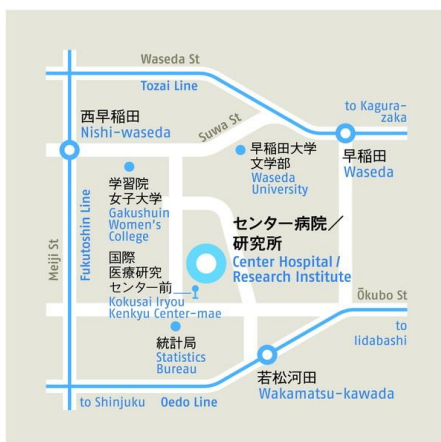 Waseda St
Tozai Line
to Kagura-
zaka
西早稲田
Nishi-waseda
Suwa St
早稲田大学
文学部
Waseda
University
早稲田
Waseda
学習院
女子大学
Gakushuin
Women's
College
Meiji St
Fukutoshin Line
センター病院／
研究所
Center Hospital /
Research Institute
国際
医療研究
センター前
Kokusai Iryou
Kenkyu Center-mae
Ōkubo St
to
Iidabashi
統計局
Statistics
Bureau
若松河田
Wakamatsu-kawada
to Shinjuku
Oedo Line